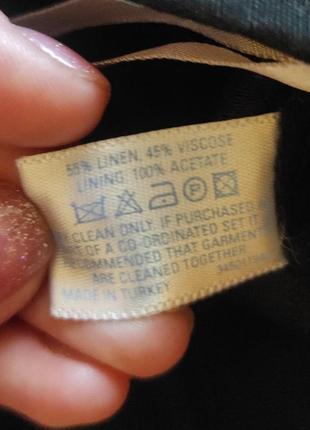 55% LINEN, 45% VISCOSE
LINING: 100% ACETATE
P
CLEAN ONLY. IF PURCHASED AS
OF A CO-ORDINATED SET IT
RECOMMENDED THAT GARMENTS
ARE CLEANED TOGETHER
MADE IN TURKEY